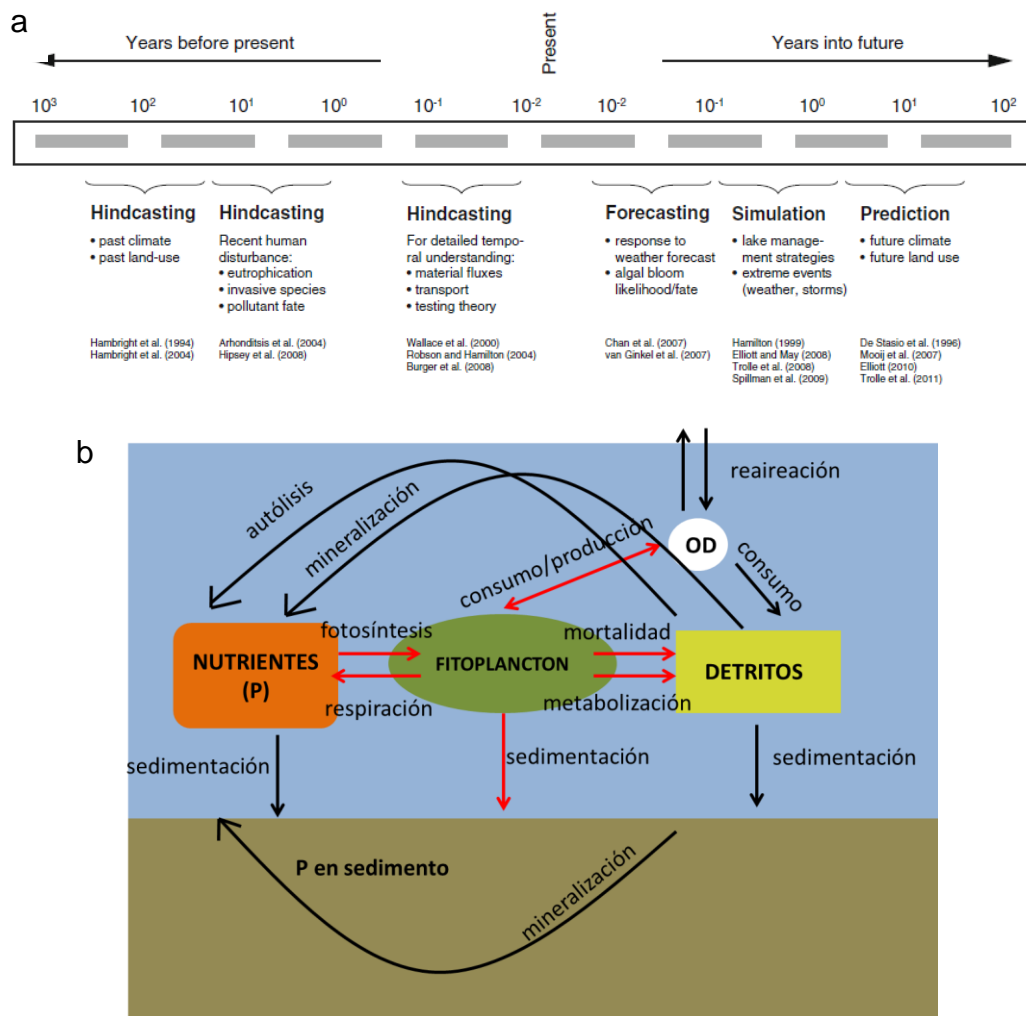 a
Years before present
Present
Years into future
10³ 10² 10¹ 10⁰ 10⁻¹ 10⁻² 10⁻² 10⁻¹ 10⁰ 10¹ 10²
Hindcasting
• past climate
• past land-use
Hambright et al. (1994)
Hambright et al. (2004)
Hindcasting
Recent human
disturbance:
• eutrophication
• invasive species
• pollutant fate
Arhonditsis et al. (2004)
Hipsey et al. (2008)
Hindcasting
For detailed tempo-
ral understanding:
• material fluxes
• transport
• testing theory
Wallace et al. (2000)
Robson and Hamilton (2004)
Burger et al. (2008)
Forecasting
• response to
weather forecast
• algal bloom
likelihood/fate
Chan et al. (2007)
van Ginkel et al. (2007)
Simulation
• lake manage-
ment strategies
• extreme events
(weather, storms)
Hamilton (1999)
Elliott and May (2008)
Trolle et al. (2008)
Spillman et al. (2009)
Prediction
• future climate
• future land use
De Stasio et al. (1996)
Mooij et al. (2007)
Elliott (2010)
Trolle et al. (2011)
b
reaireación
autólisis
mineralización
consumo/producción
OD
consumo
NUTRIENTES
(P)
fotosíntesis
respiración
FITOPLANCTON
mortalidad
metabolización
DETRITOS
sedimentación
sedimentación
sedimentación
P en sedimento
mineralización